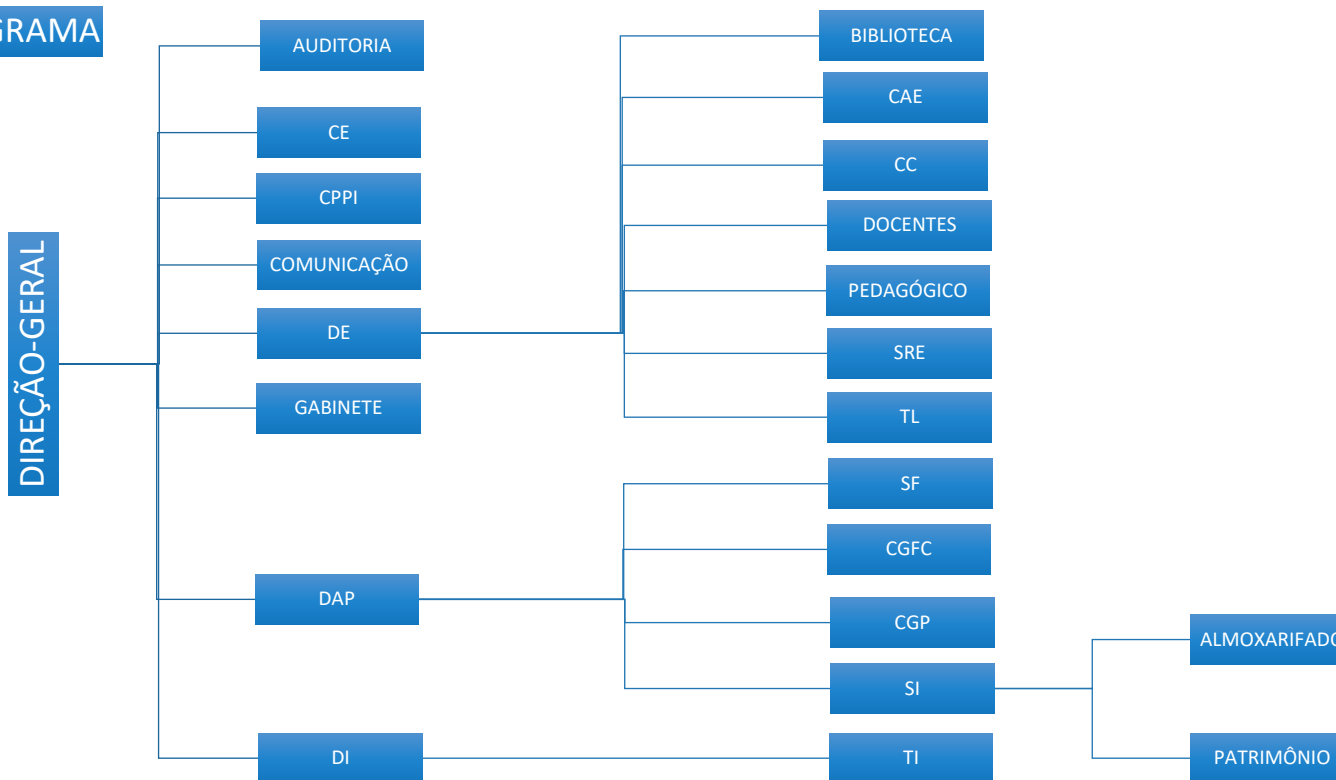 GRAMA
AUDITORIA
CE
CPPI
COMUNICAÇÃO
DE
GABINETE
DIREÇÃO-GERAL
DAP
DI
BIBLIOTECA
CAE
CC
DOCENTES
PEDAGÓGICO
SRE
TL
SF
CGFC
CGP
SI
TI
ALMOXARIFADO
PATRIMÔNIO